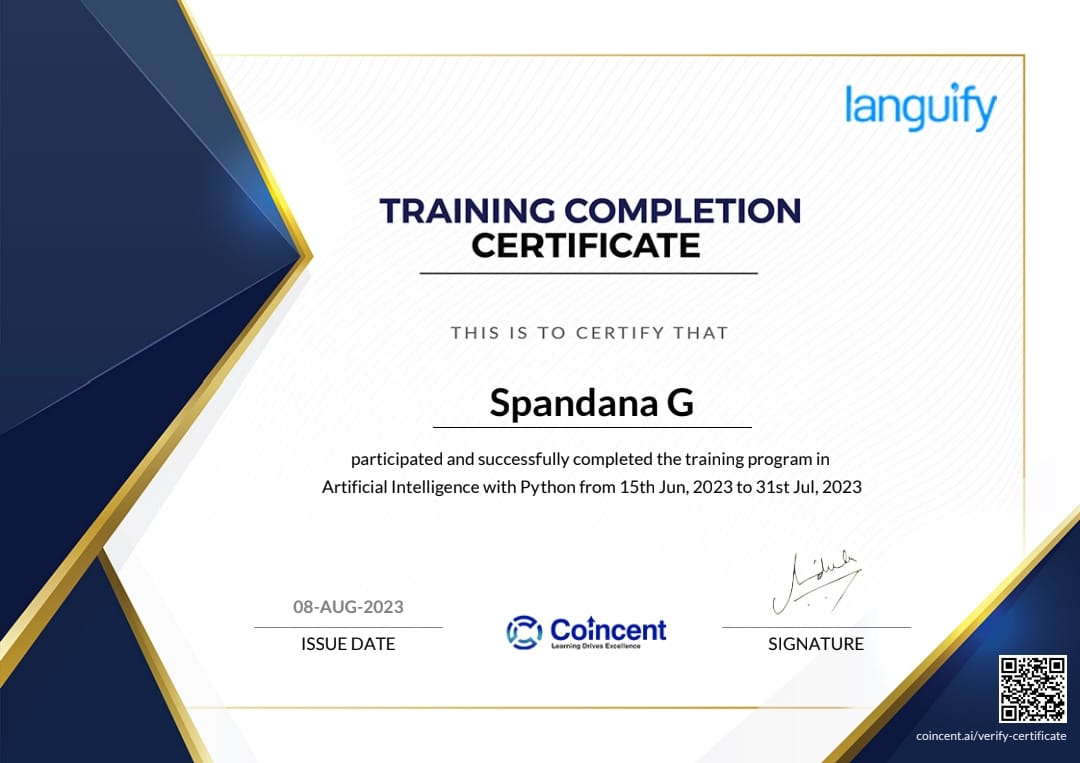 languify
TRAINING COMPLETION
CERTIFICATE
THIS IS TO CERTIFY THAT
Spandana G
participated and successfully completed the training program in
Artificial Intelligence with Python from 15th Jun, 2023 to 31st Jul, 2023
08-AUG-2023
ISSUE DATE
Coincent
Learning Drives Excellence
SIGNATURE
coincent.ai/verify-certificate